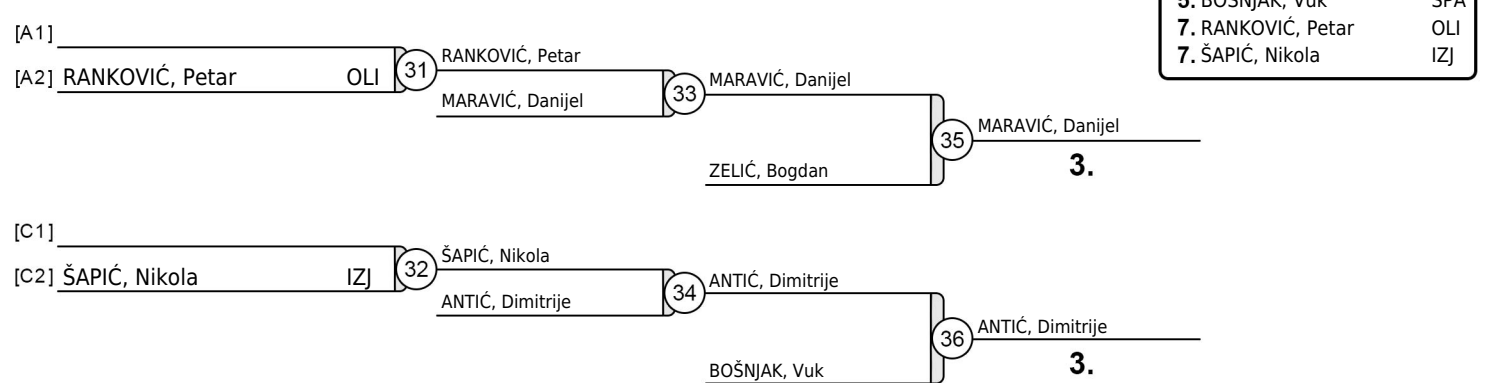 5. BOŠNJAK, Vuk SPA
7. RANKOVIĆ, Petar OLI
7. ŠAPIĆ, Nikola IZJ
[A1]
[A2] RANKOVIĆ, Petar OLI
31
RANKOVIĆ, Petar
MARAVIĆ, Danijel
33
MARAVIĆ, Danijel
ZELIĆ, Bogdan
35
MARAVIĆ, Danijel
3.
[C1]
[C2] ŠAPIĆ, Nikola IZJ
32
ŠAPIĆ, Nikola
ANTIĆ, Dimitrije
34
ANTIĆ, Dimitrije
BOŠNJAK, Vuk
36
ANTIĆ, Dimitrije
3.